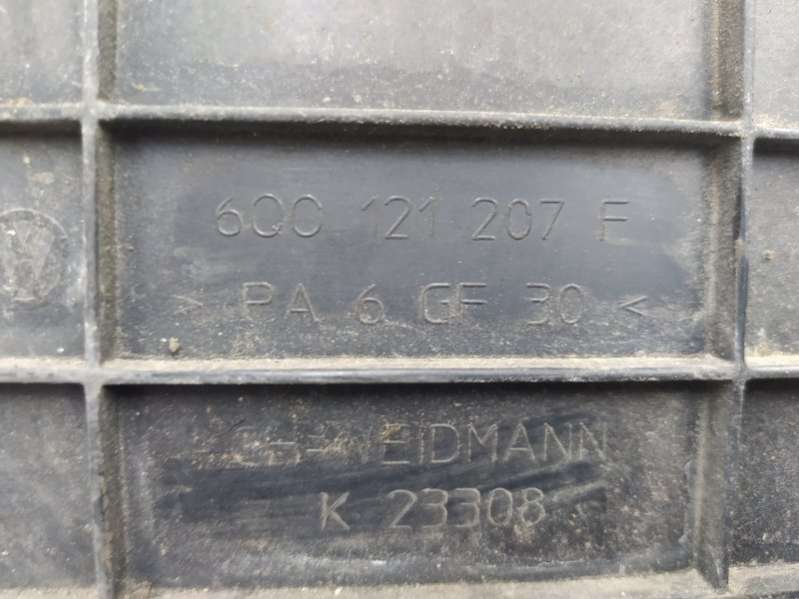 6Q0 121 207 F
> PA 6 GF 30 <
WEIDMANN
K 23308